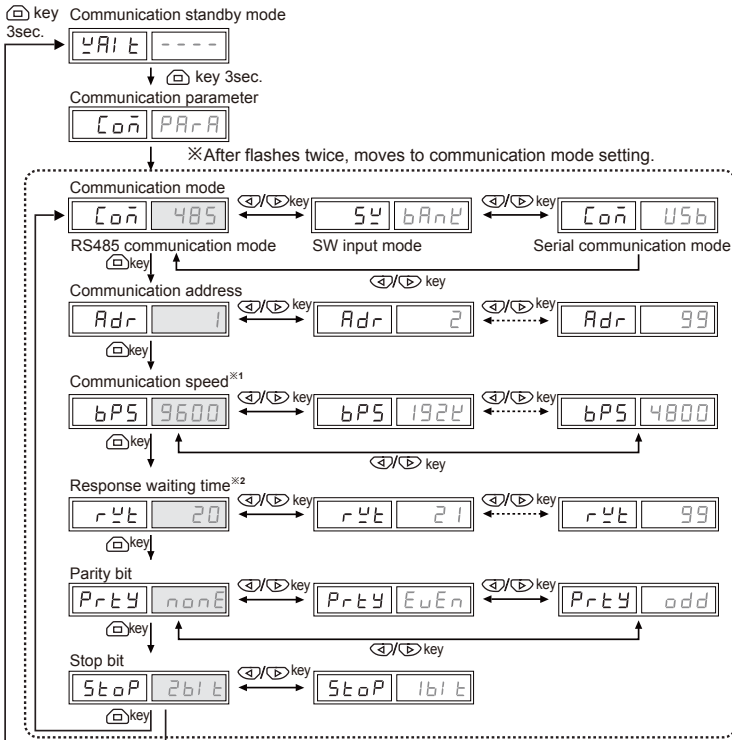 key Communication standby mode
3sec.
WAIt ----
key 3sec.
Communication parameter
CoM PArA
※After flashes twice, moves to communication mode setting.
Communication mode
CoM 485 key SW bAnK key CoM USb
RS485 communication mode SW input mode Serial communication mode
key
key
Communication address
Adr 1 key Adr 2 key Adr 99
key
Communication speed※1
bPS 9600 key bPS 192K key bPS 4800
key
key
Response waiting time※2
rWt 20 key rWt 21 key rWt 99
key
Parity bit
PrtY nonE key PrtY EvEn key PrtY odd
key
key
Stop bit
StoP 2bIt key StoP 1bIt
key